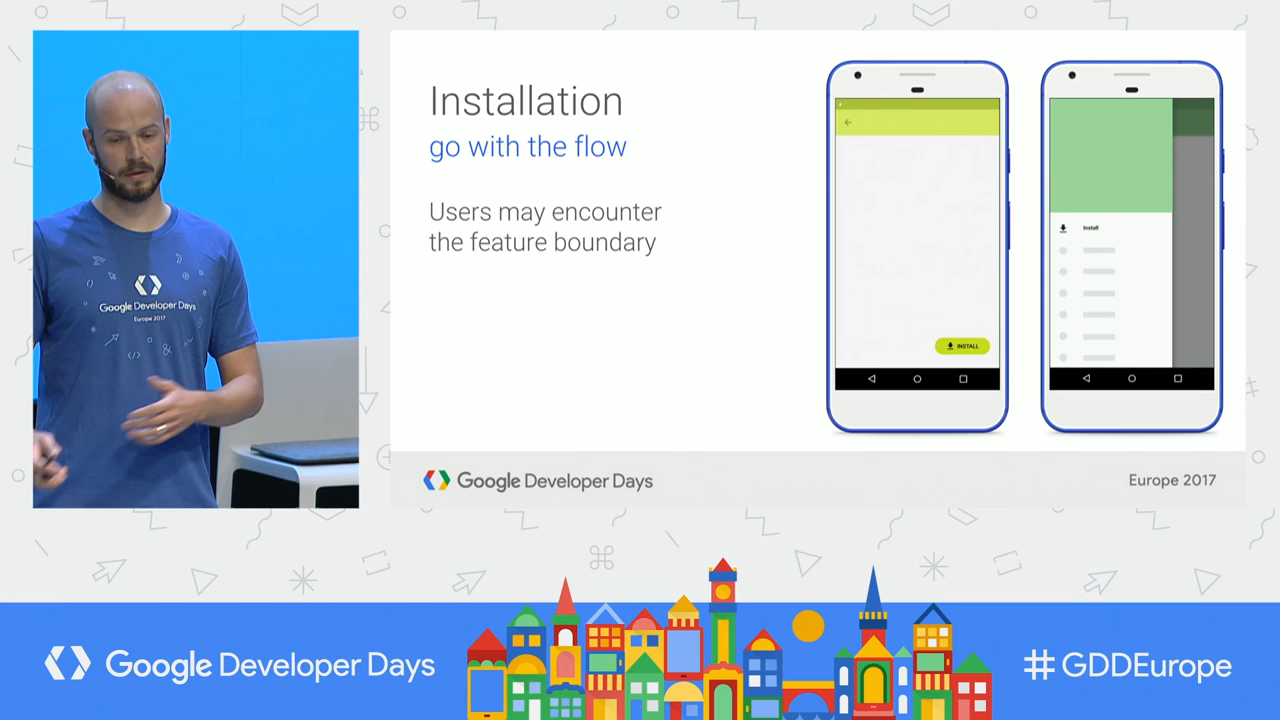 Google Developer Days
Europe 2017
Installation
go with the flow
Users may encounter
the feature boundary
INSTALL
Install
Google Developer Days
Europe 2017
Google Developer Days
#GDDEurope